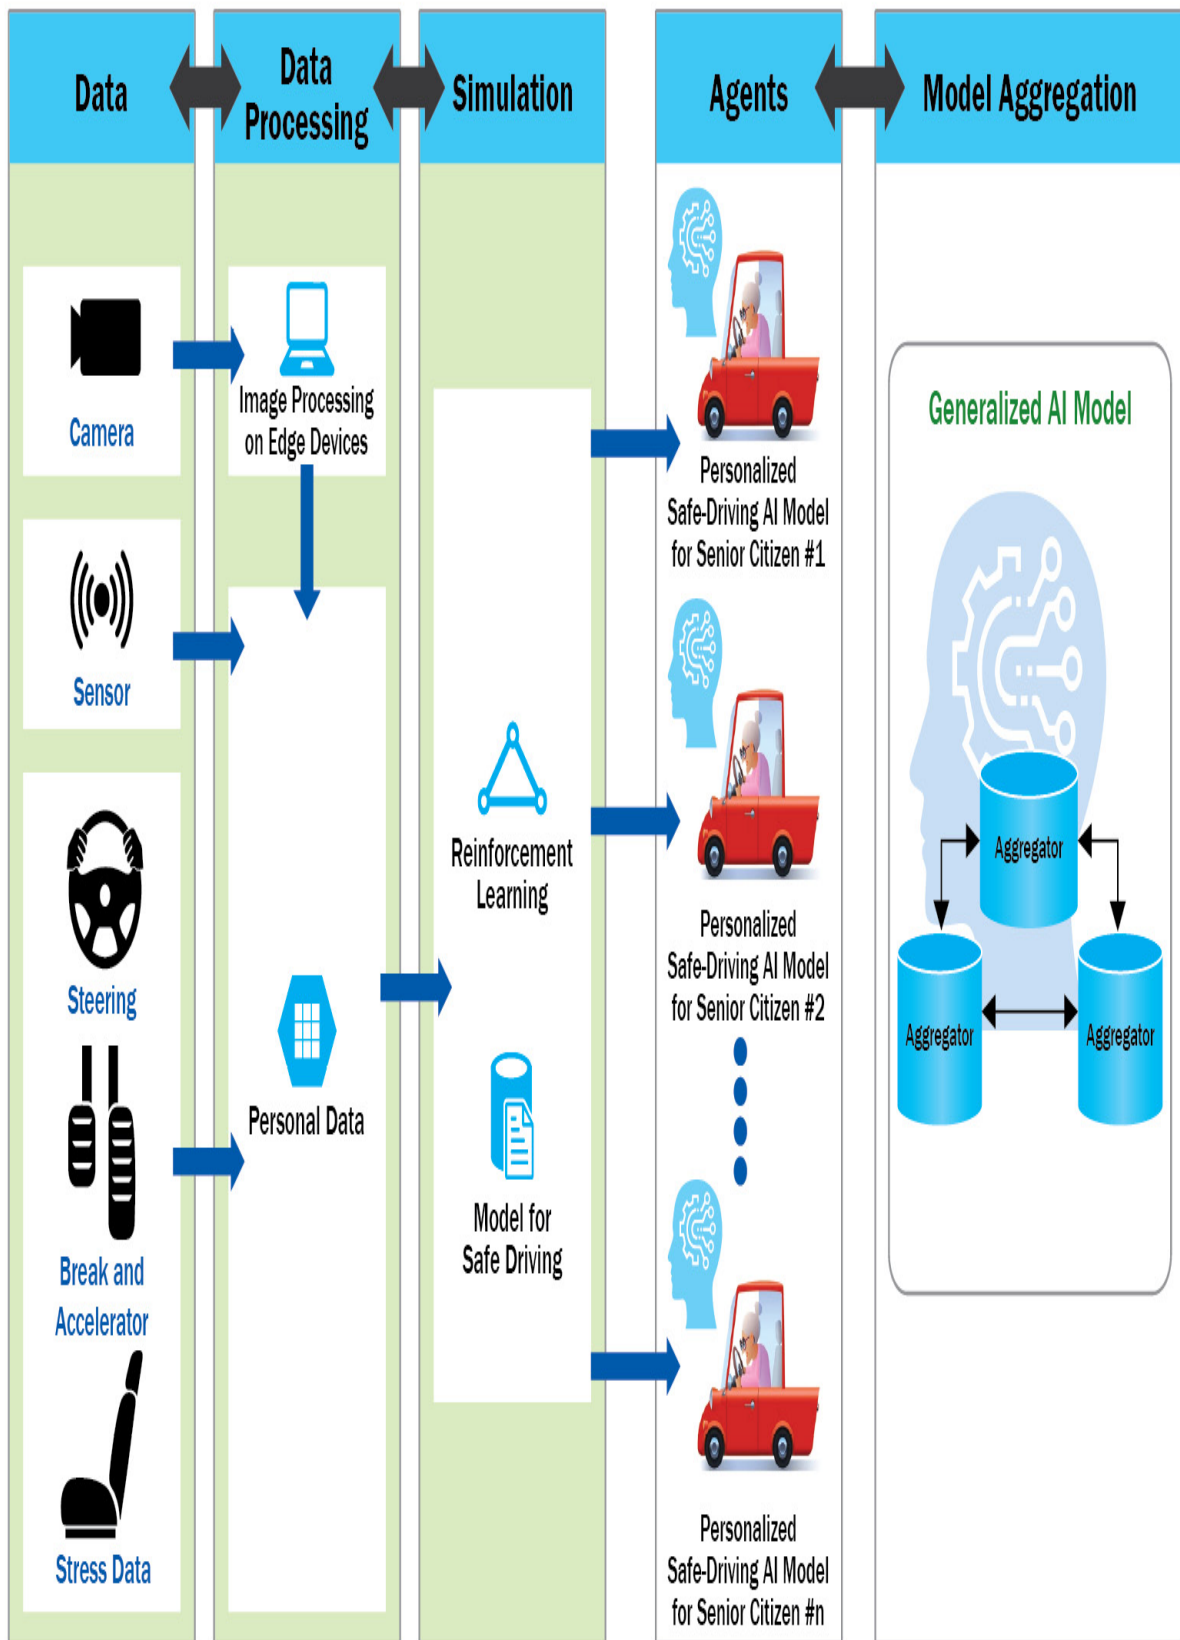 Data
Data
Processing
Simulation
Agents
Model Aggregation
Camera
Sensor
Steering
Break and
Accelerator
Stress Data
Image Processing
on Edge Devices
Personal Data
Reinforcement
Learning
Model for
Safe Driving
Personalized
Safe-Driving AI Model
for Senior Citizen #1
Personalized
Safe-Driving AI Model
for Senior Citizen #2
Personalized
Safe-Driving AI Model
for Senior Citizen #n
Generalized AI Model
Aggregator
Aggregator
Aggregator